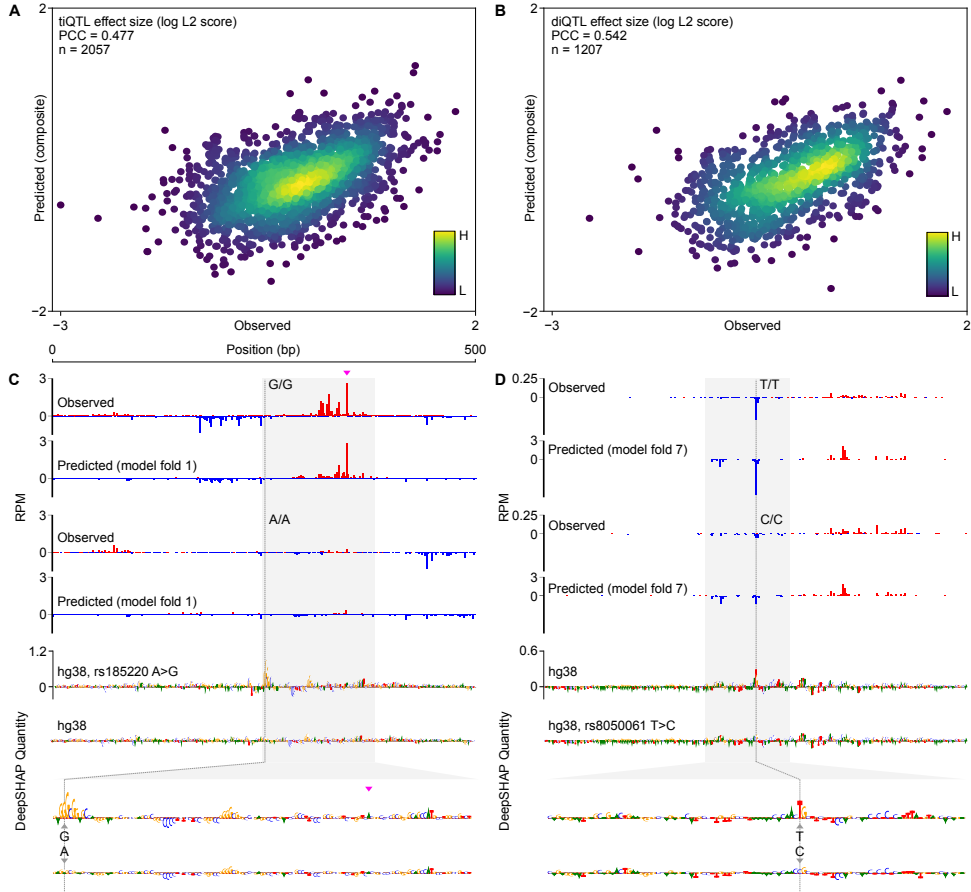 A
tiQTL effect size (log L2 score)
PCC = 0.477
n = 2057
2
−2
Predicted (composite)
H
L
−3
Observed
2
B
diQTL effect size (log L2 score)
PCC = 0.542
n = 1207
2
−2
Predicted (composite)
H
L
−3
Observed
2
0
Position (bp)
500
C
3
0
G/G
Observed
3
0
Predicted (model fold 1)
RPM
3
0
A/A
Observed
3
0
Predicted (model fold 1)
1.2
0
hg38, rs185220 A>G
hg38
DeepSHAP Quantity
G
A
D
0.25
0
T/T
Observed
3
0
Predicted (model fold 7)
RPM
0.25
0
C/C
Observed
3
0
Predicted (model fold 7)
0.6
0
hg38
hg38, rs8050061 T>C
DeepSHAP Quantity
T
C